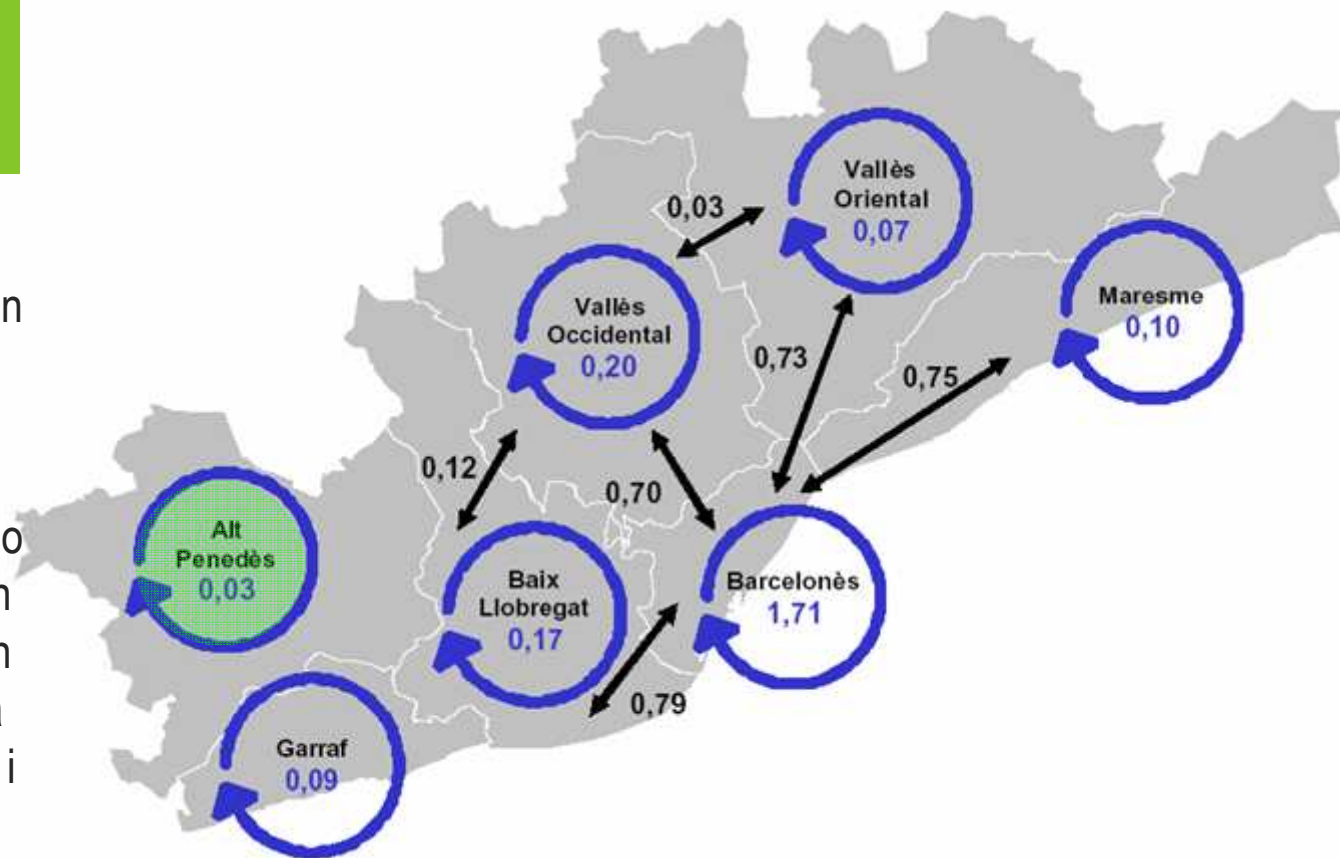 n
o
n
n
a
i
Vallès
Oriental
0,07
0,03
Maresme
0,10
Vallès
Occidental
0,20
0,73
0,75
0,12
0,70
Alt
Penedès
0,03
Baix
Llobregat
0,17
Barcelonès
1,71
0,79
Garraf
0,09